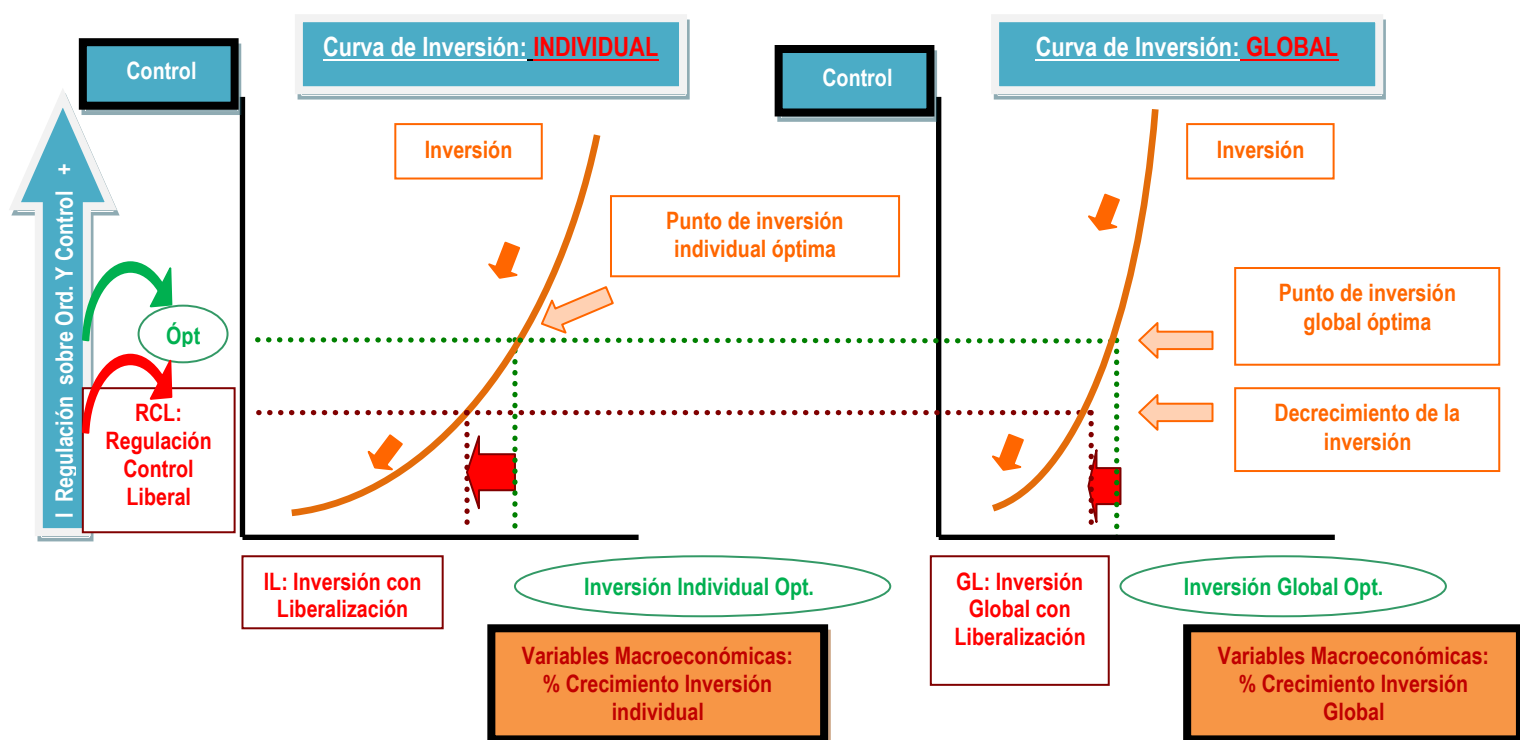 Curva de Inversión: INDIVIDUAL
Curva de Inversión: GLOBAL
Control
Control
Inversión
Inversión
Punto de inversión
individual óptima
Punto de inversión
global óptima
Decrecimiento de la
inversión
I Regulación sobre Ord. Y Control +
Ópt
RCL:
Regulación
Control
Liberal
IL: Inversión con
Liberalización
Inversión Individual Opt.
GL: Inversión
Global con
Liberalización
Inversión Global Opt.
Variables Macroeconómicas:
% Crecimiento Inversión
individual
Variables Macroeconómicas:
% Crecimiento Inversión
Global